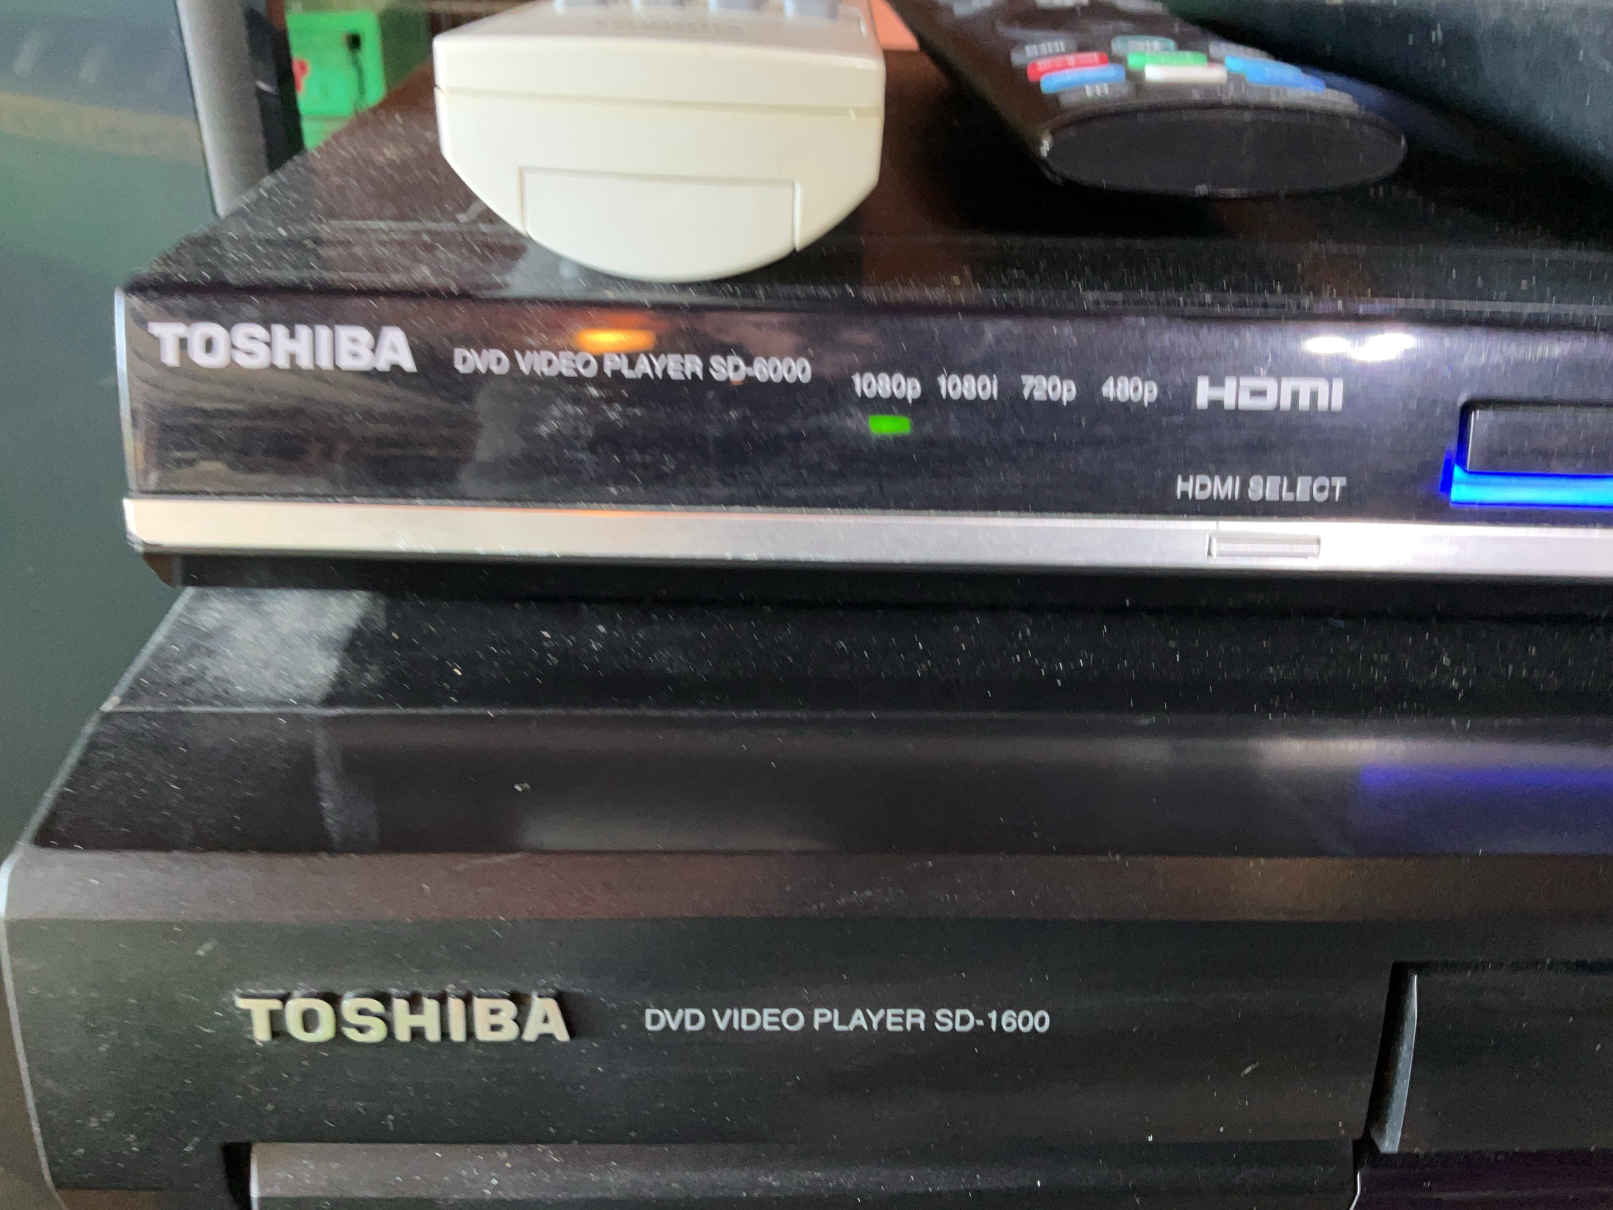 TOSHIBA DVD VIDEO PLAYER SD-6000
1080p 1080i 720p 480p HDMI
HDMI SELECT
TOSHIBA DVD VIDEO PLAYER SD-1600